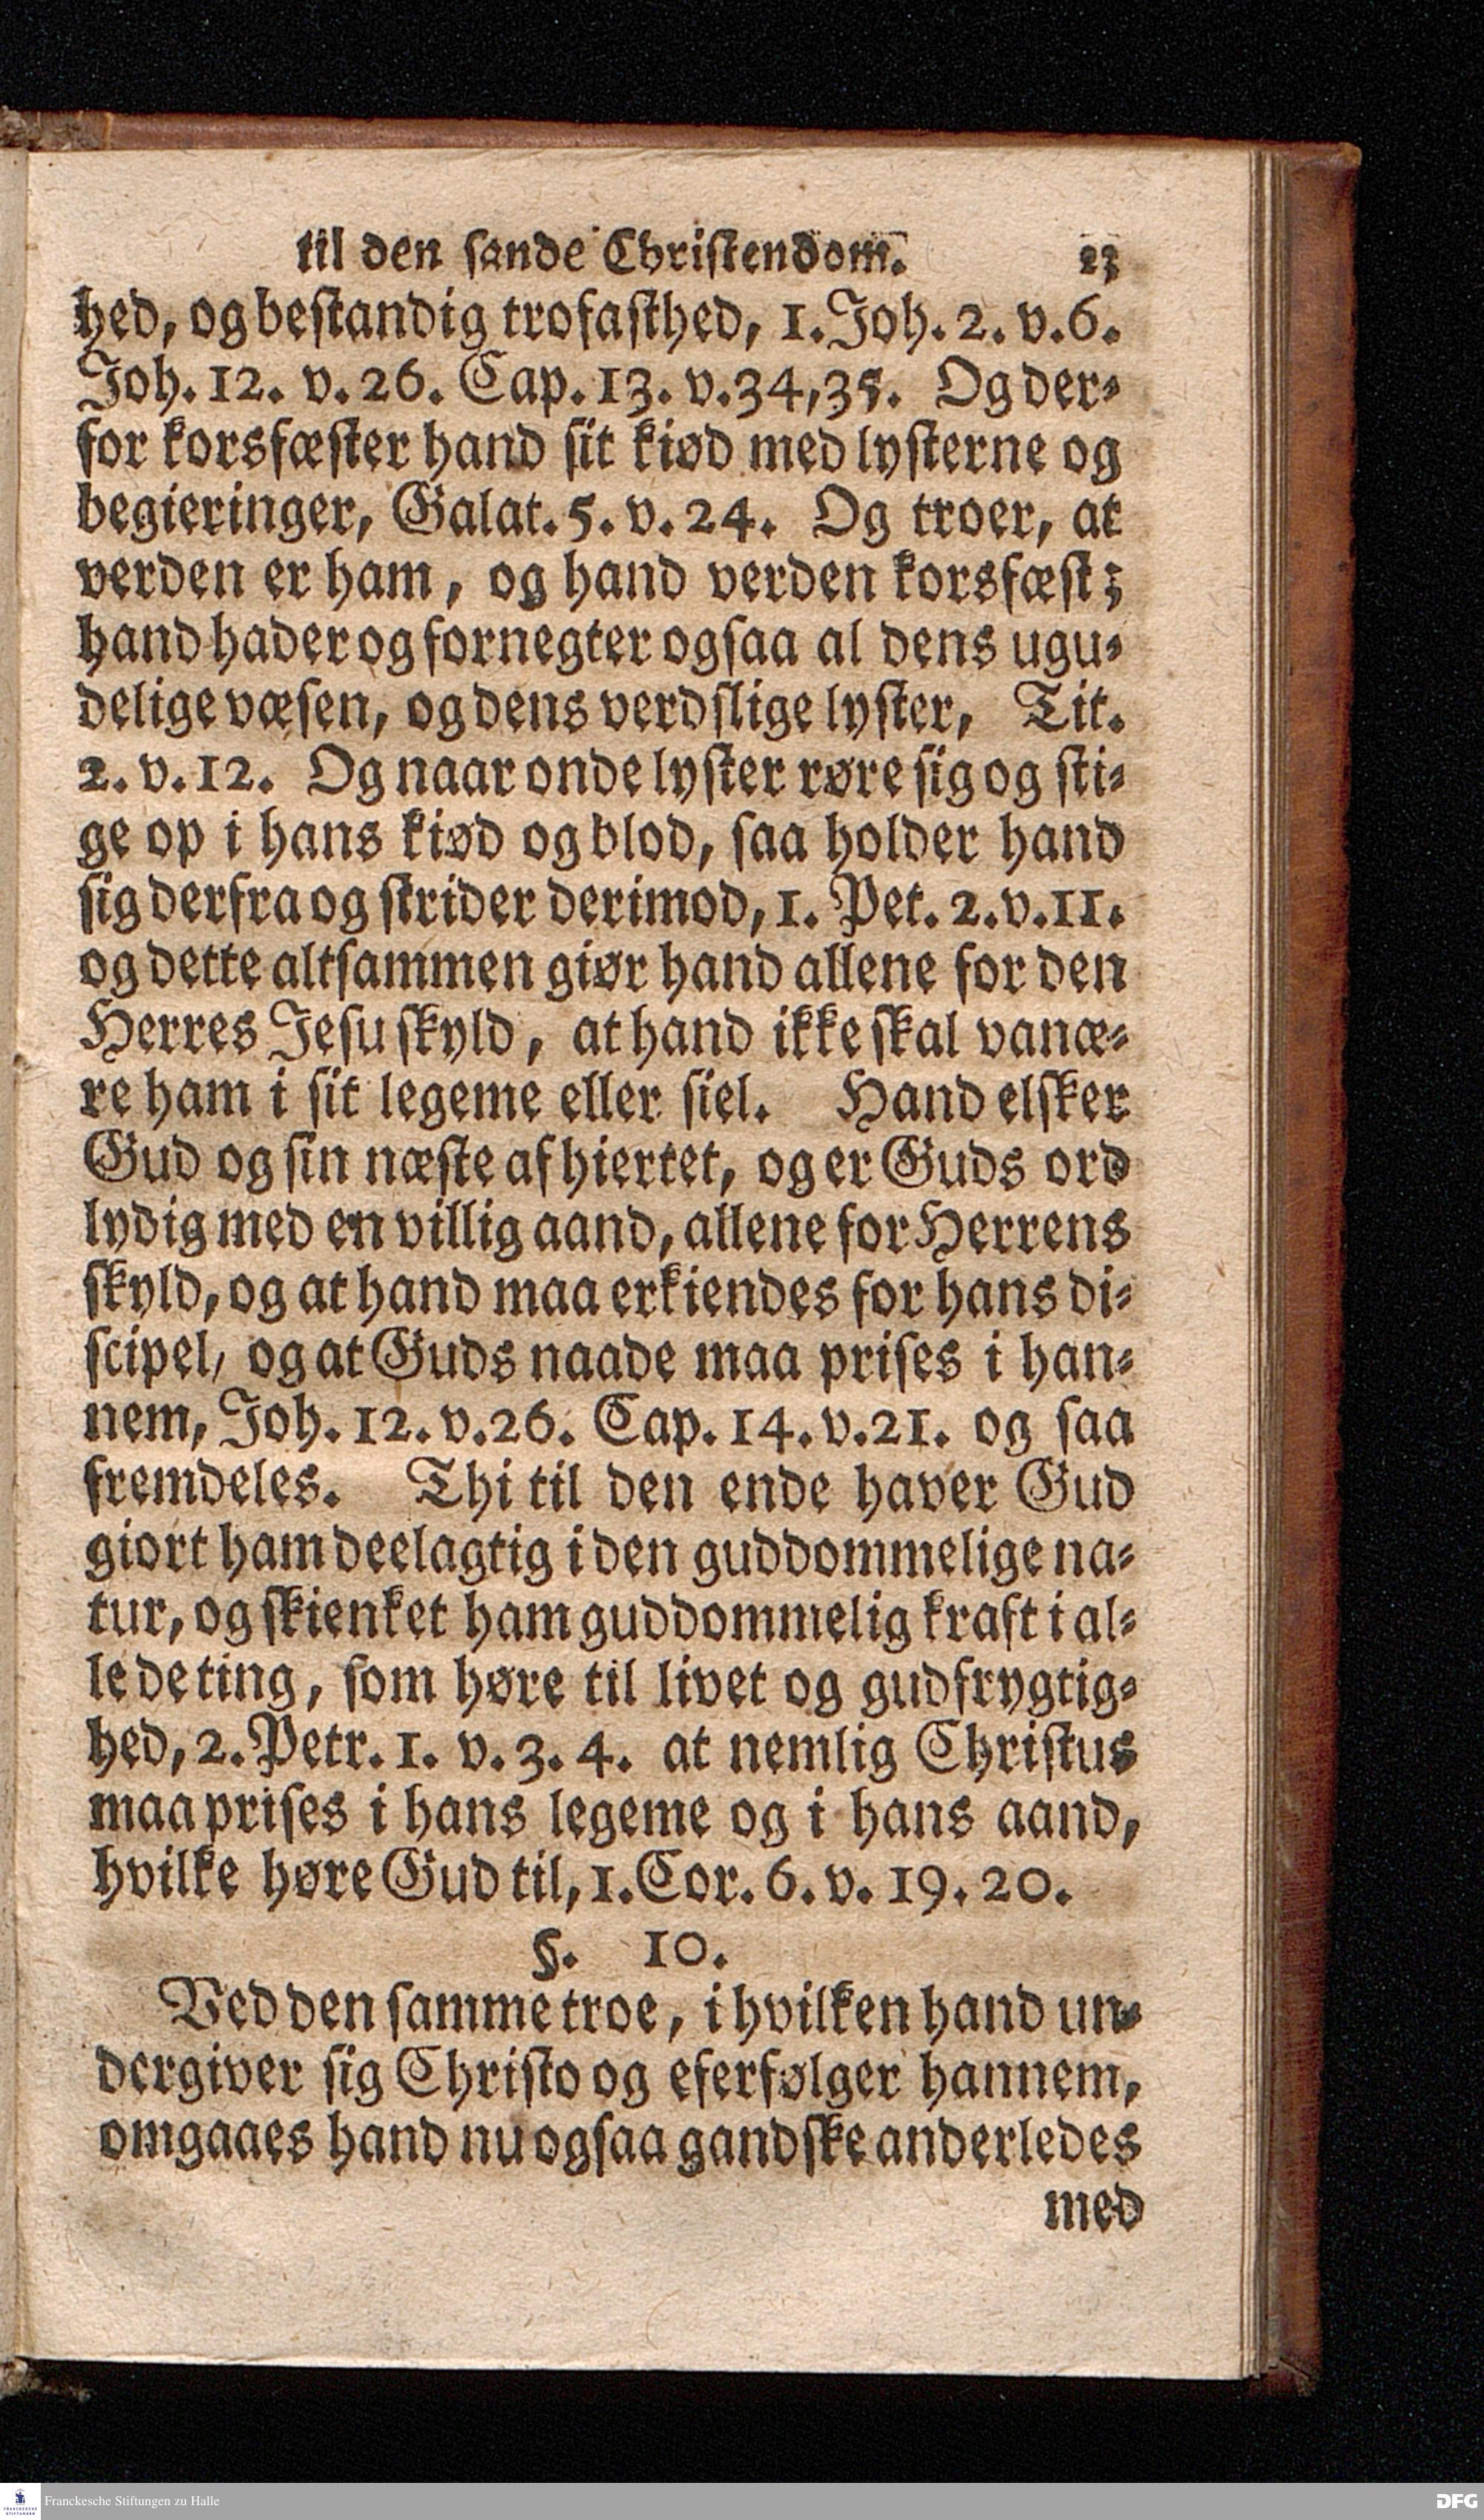 til den sande Christendom. 23
hed, og bestandig trofasthed, 1. Joh. 2. v. 6.
Joh. 12. v. 26. Cap. 13. v. 34, 35. Og der-
for korsfæster hand sit kiød med lysterne og
begieringer, Galat. 5. v. 24. Og troer, at
verden er ham, og hand verden korsfæst;
hand hader og fornegter ogsaa al dens ugu-
delige væsen, og dens verdslige lyster, Tit.
2. v. 12. Og naar onde lyster røre sig og sti-
ge op i hans kiød og blod, saa holder hand
sig derfra og strider derimod, 1. Pet. 2. v. 11.
og dette altsammen giør hand allene for den
Herres Jesu skyld, at hand ikke skal vanæ-
re ham i sit legeme eller siel. Hand elsker
Gud og sin næste af hiertet, og er Guds ord
lydig med en villig aand, allene for Herrens
skyld, og at hand maa erkiendes for hans di-
scipel, og at Guds naade maa prises i han-
nem, Joh. 12. v. 26. Cap. 14. v. 21. og saa
fremdeles. Thi til den ende haver Gud
giort ham deelagtig i den guddommelige na-
tur, og skienket ham guddommelig kraft i al-
le de ting, som høre til livet og gudfrygtig-
hed, 2. Petr. 1. v. 3. 4. at nemlig Christus
maa prises i hans legeme og i hans aand,
hvilke høre Gud til, 1. Cor. 6. v. 19. 20.
§. 10.
Ved den samme troe, i hvilken hand un-
dergiver sig Christo og eferfølger hannem,
omgaaes hand nu ogsaa gandske anderledes
med
Franckesche Stiftungen zu Halle
DFG